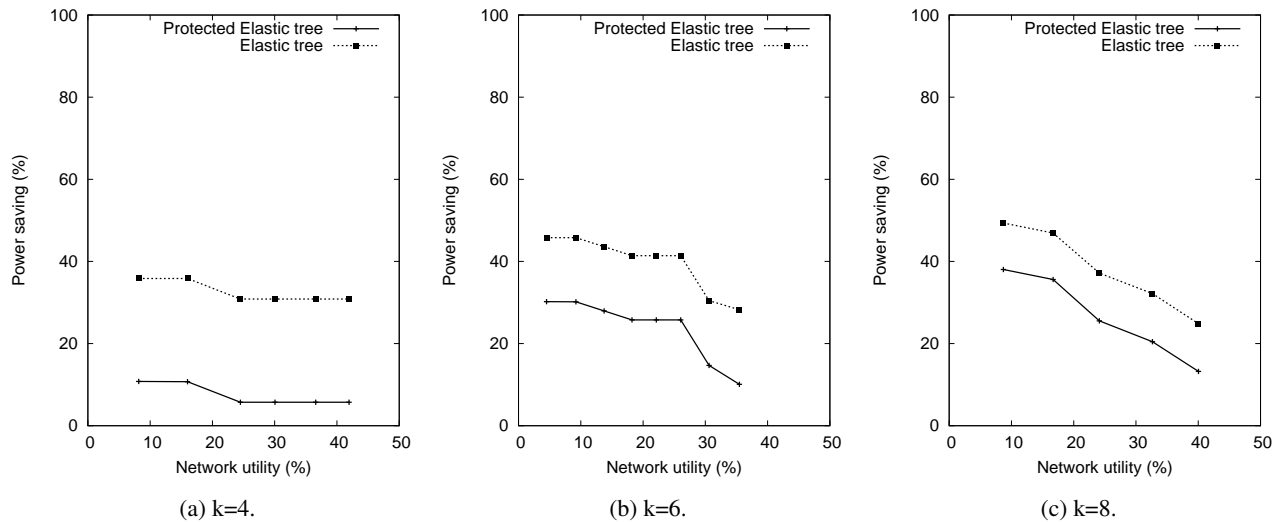 100
80
60
40
20
0
0 10 20 30 40 50
Power saving (%)
Network utility (%)
Protected Elastic tree
Elastic tree
(a) k=4.
100
80
60
40
20
0
0 10 20 30 40 50
Power saving (%)
Network utility (%)
Protected Elastic tree
Elastic tree
(b) k=6.
100
80
60
40
20
0
0 10 20 30 40 50
Power saving (%)
Network utility (%)
Protected Elastic tree
Elastic tree
(c) k=8.